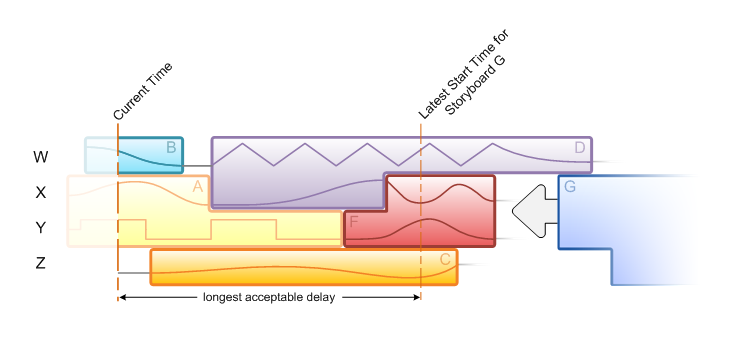 Current Time
Latest Start Time for
Storyboard G
W
B
D
X
A
G
Y
F
Z
C
longest acceptable delay